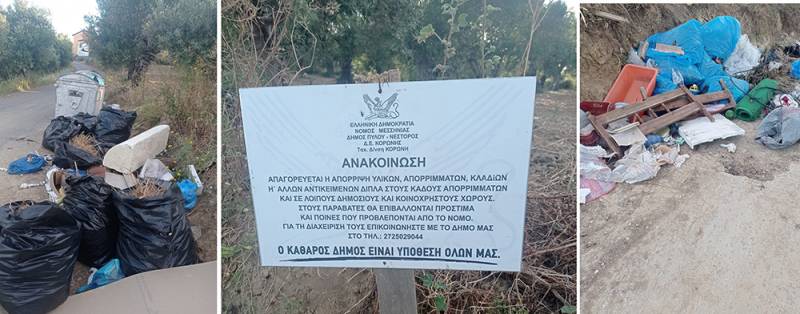 ΕΛΛΗΝΙΚΗ ΔΗΜΟΚΡΑΤΙΑ
ΝΟΜΟΣ ΜΕΣΣΗΝΙΑΣ
ΔΗΜΟΣ ΠΥΛΟΥ - ΝΕΣΤΟΡΟΣ
Δ.Ε. ΚΟΡΩΝΗΣ
Ταχ. Δ/νση ΚΟΡΩΝΗ
ΑΝΑΚΟΙΝΩΣΗ
ΑΠΑΓΟΡΕΥΕΤΑΙ Η ΑΠΟΡΡΙΨΗ ΥΛΙΚΩΝ, ΑΠΟΡΡΙΜΜΑΤΩΝ, ΚΛΑΔΙΩΝ
Η΄ ΑΛΛΩΝ ΑΝΤΙΚΕΙΜΕΝΩΝ ΔΙΠΛΑ ΣΤΟΥΣ ΚΑΔΟΥΣ ΑΠΟΡΡΙΜΜΑΤΩΝ
ΚΑΙ ΣΕ ΛΟΙΠΟΥΣ ΔΗΜΟΣΙΟΥΣ ΚΑΙ ΚΟΙΝΟΧΡΗΣΤΟΥΣ ΧΩΡΟΥΣ.
ΣΤΟΥΣ ΠΑΡΑΒΑΤΕΣ ΘΑ ΕΠΙΒΑΛΛΟΝΤΑΙ ΠΡΟΣΤΙΜΑ
ΚΑΙ ΠΟΙΝΕΣ ΠΟΥ ΠΡΟΒΛΕΠΟΝΤΑΙ ΑΠΟ ΤΟ ΝΟΜΟ.
ΓΙΑ ΤΗ ΔΙΑΧΕΙΡΙΣΗ ΤΟΥΣ ΕΠΙΚΟΙΝΩΝΗΣΤΕ ΜΕ ΤΟ ΔΗΜΟ ΜΑΣ
ΣΤΟ ΤΗΛ.: 2725029044
Ο ΚΑΘΑΡΟΣ ΔΗΜΟΣ ΕΙΝΑΙ ΥΠΟΘΕΣΗ ΟΛΩΝ ΜΑΣ.